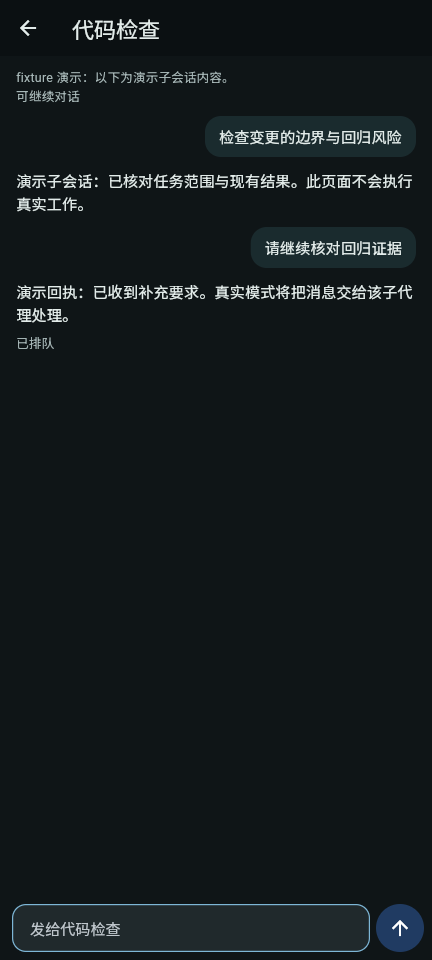 代码检查
fixture 演示：以下为演示子会话内容。
可继续对话
检查变更的边界与回归风险
演示子会话：已核对任务范围与现有结果。此页面不会执行
真实工作。
请继续核对回归证据
演示回执：已收到补充要求。真实模式将把消息交给该子代
理处理。
已排队
发给代码检查